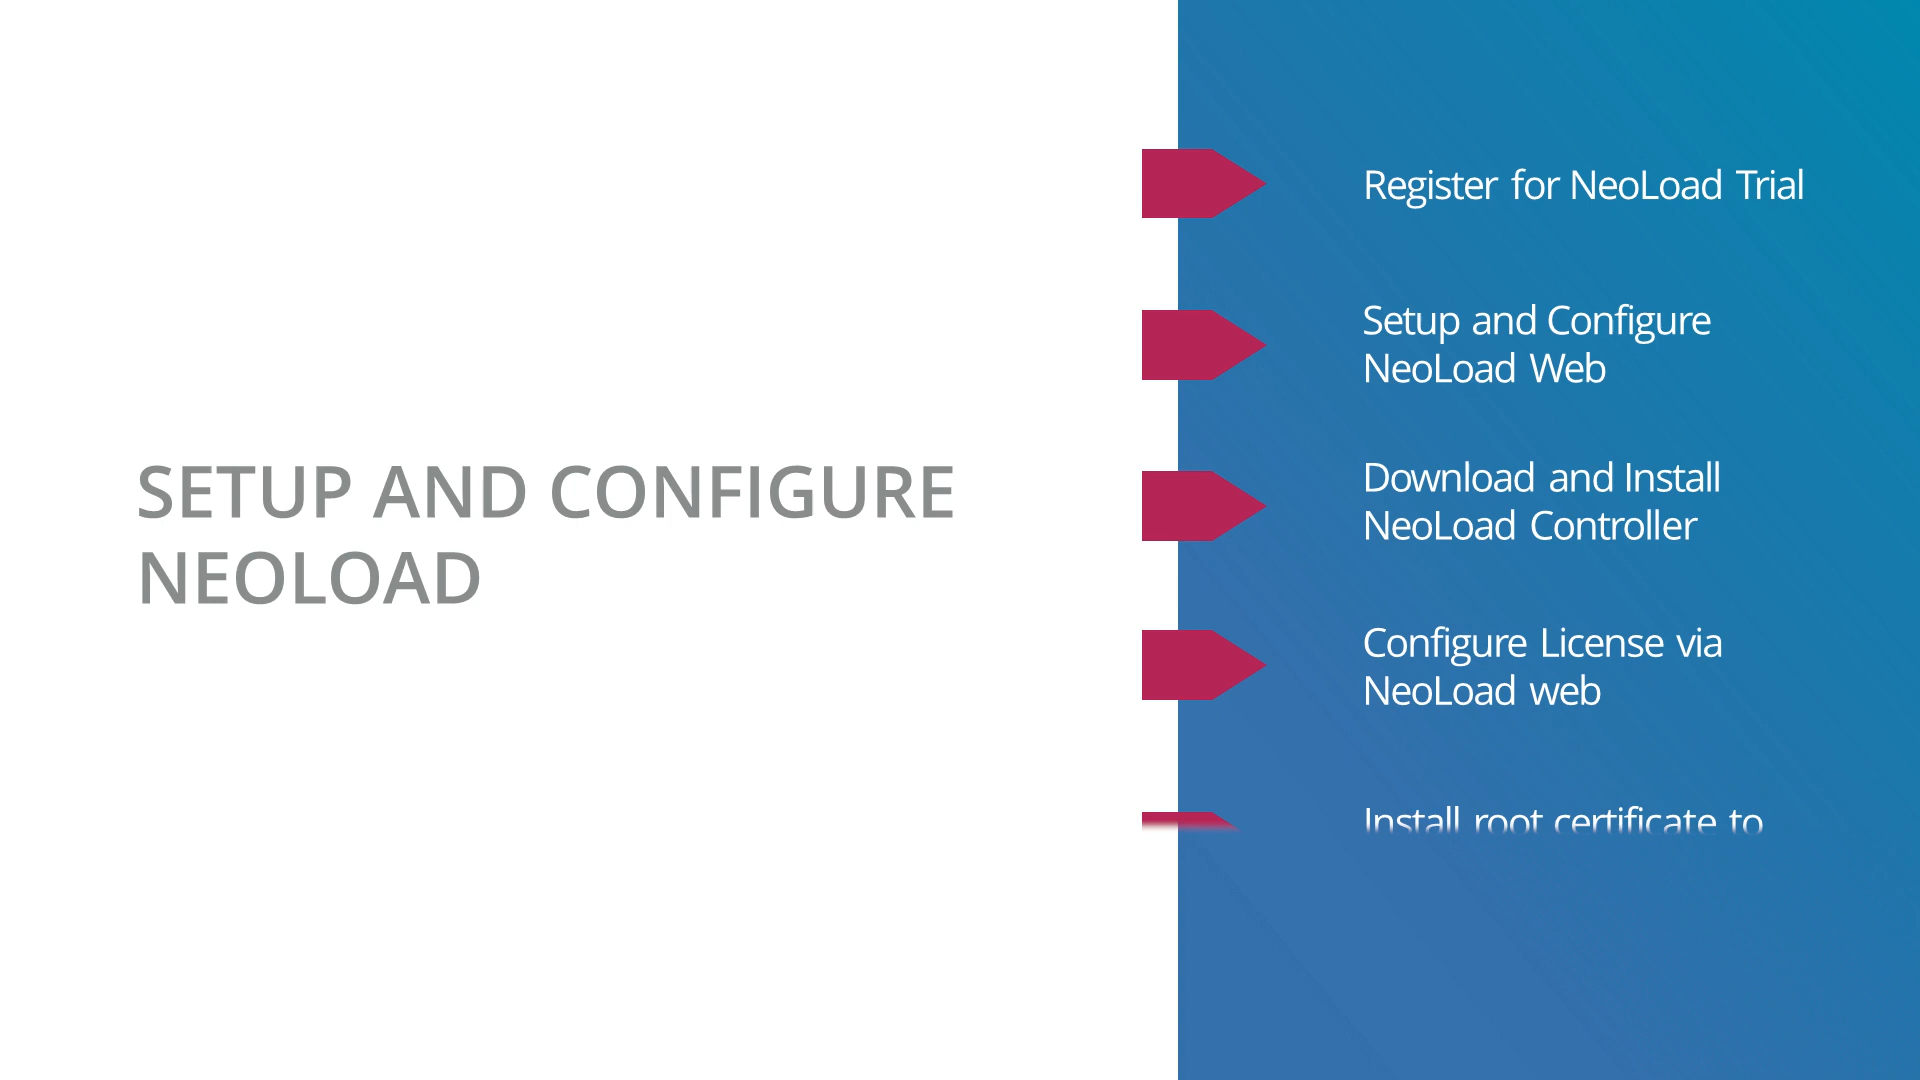 SETUP AND CONFIGURE
NEOLOAD
Register for NeoLoad Trial
Setup and Configure
NeoLoad Web
Download and Install
NeoLoad Controller
Configure License via
NeoLoad web
Install root certificate to